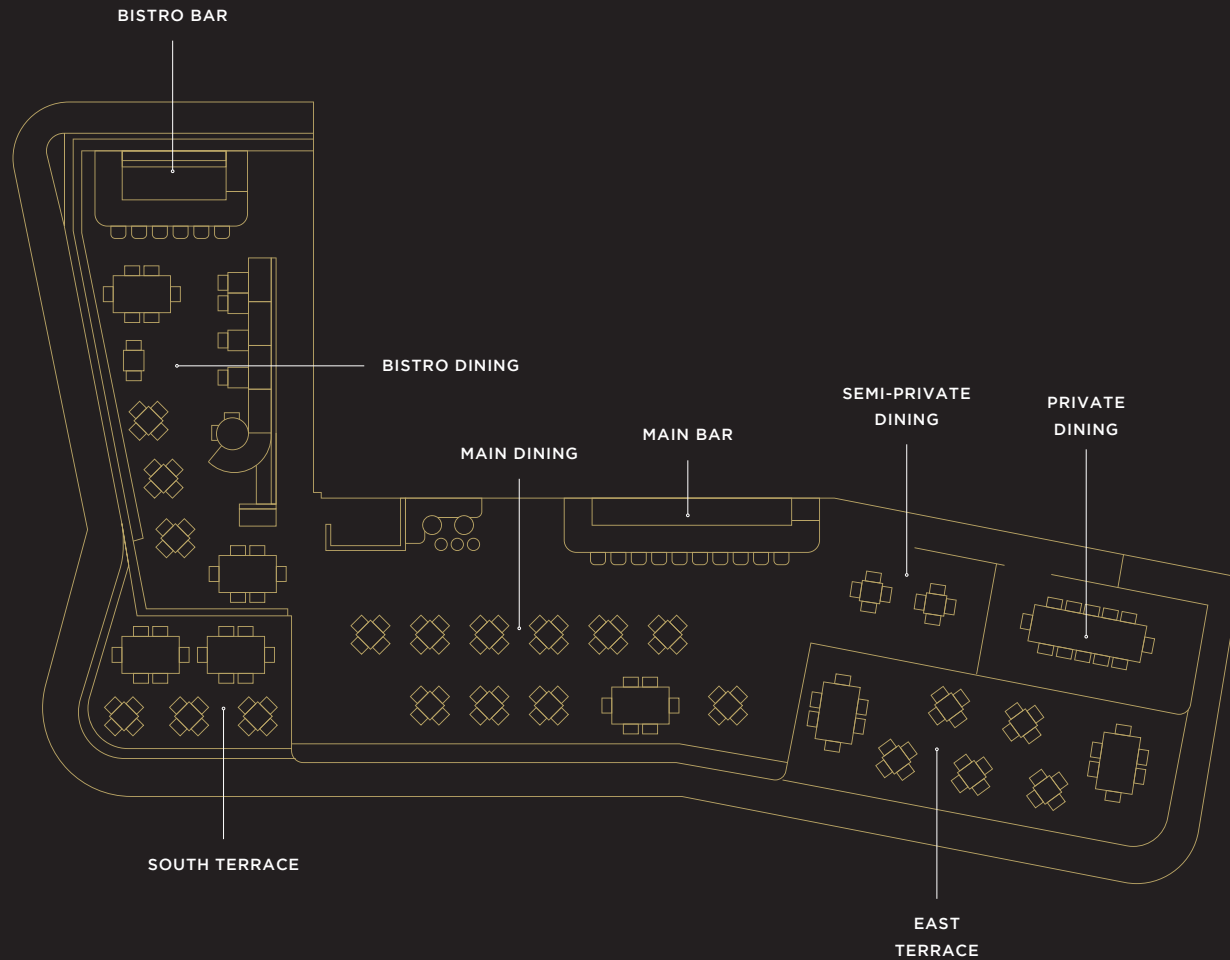 BISTRO BAR
BISTRO DINING
SEMI-PRIVATE
DINING
PRIVATE
DINING
MAIN BAR
MAIN DINING
SOUTH TERRACE
EAST
TERRACE